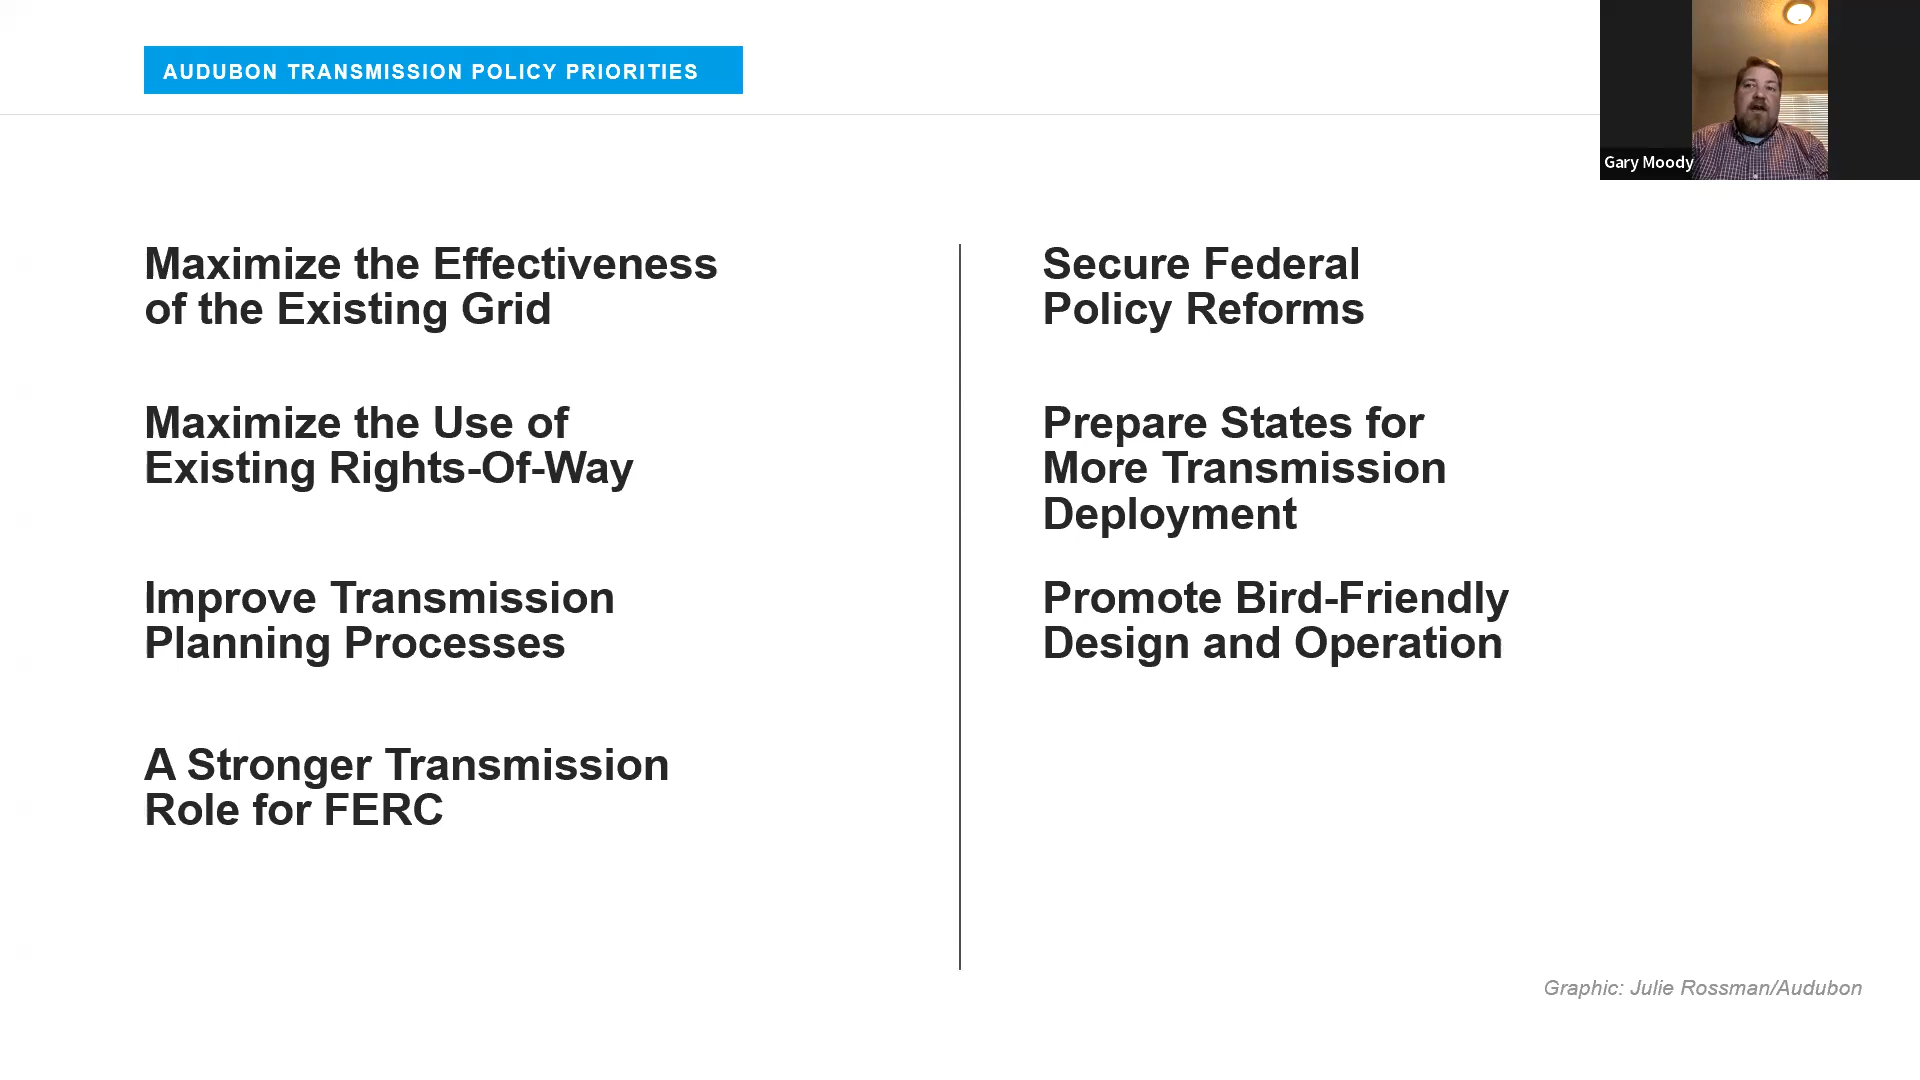 AUDUBON TRANSMISSION POLICY PRIORITIES
Gary Moody
Maximize the Effectiveness
of the Existing Grid
Maximize the Use of
Existing Rights-Of-Way
Improve Transmission
Planning Processes
A Stronger Transmission
Role for FERC
Secure Federal
Policy Reforms
Prepare States for
More Transmission
Deployment
Promote Bird-Friendly
Design and Operation
Graphic: Julie Rossman/Audubon